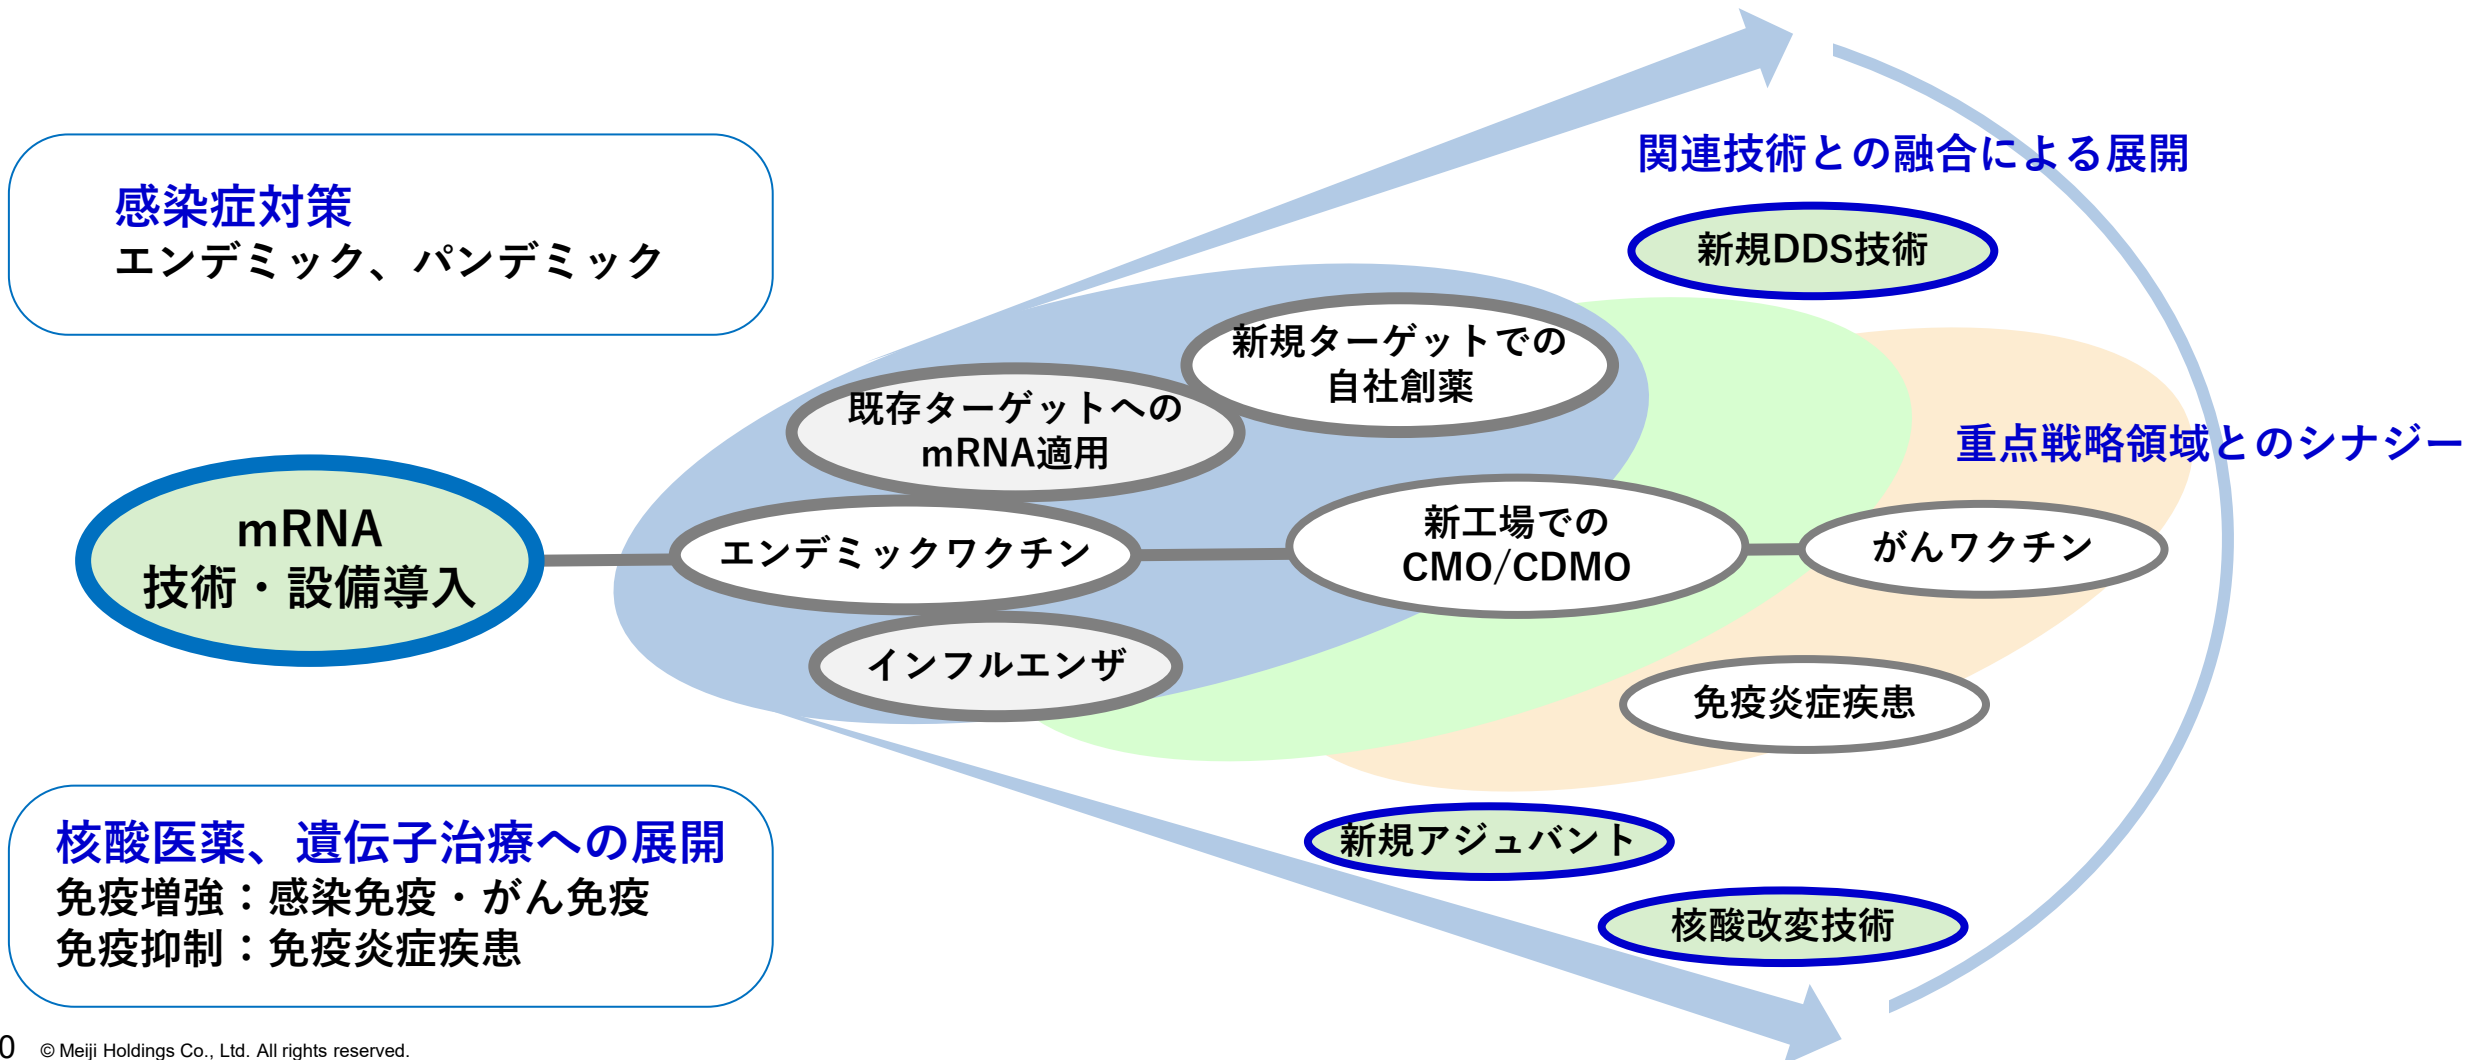 感染症対策
エンデミック、パンデミック
関連技術との融合による展開
新規DDS技術
新規ターゲットでの
自社創薬
既存ターゲットへの
mRNA適用
重点戦略領域とのシナジー
mRNA
技術・設備導入
エンデミックワクチン
新工場での
CMO/CDMO
がんワクチン
インフルエンザ
免疫炎症疾患
新規アジュバント
核酸改変技術
核酸医薬、遺伝子治療への展開
免疫増強：感染免疫・がん免疫
免疫抑制：免疫炎症疾患
0 © Meiji Holdings Co., Ltd. All rights reserved.